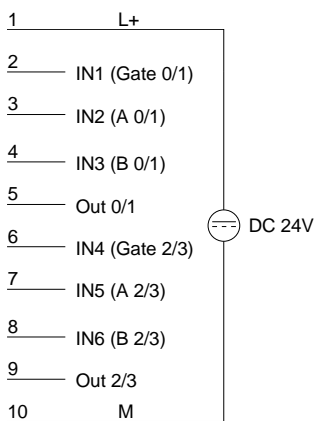 1 L+
2 IN1 (Gate 0/1)
3 IN2 (A 0/1)
4 IN3 (B 0/1)
5 Out 0/1
DC 24V
6 IN4 (Gate 2/3)
7 IN5 (A 2/3)
8 IN6 (B 2/3)
9 Out 2/3
10 M